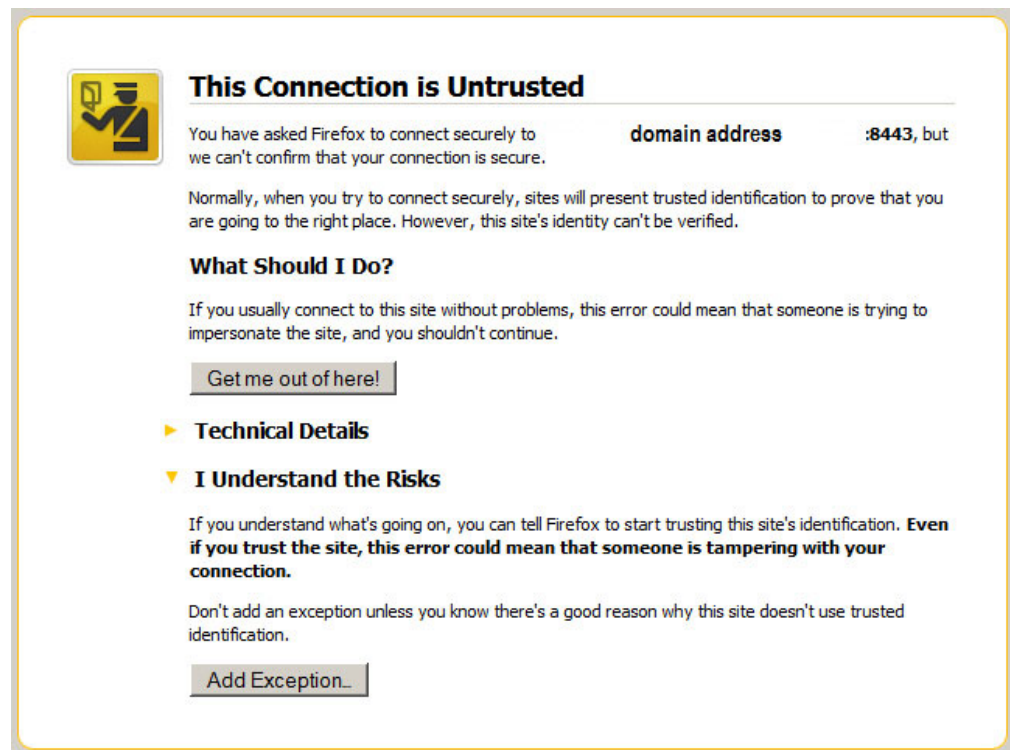 This Connection is Untrusted
You have asked Firefox to connect securely to domain address :8443, but
we can't confirm that your connection is secure.
Normally, when you try to connect securely, sites will present trusted identification to prove that you
are going to the right place. However, this site's identity can't be verified.
What Should I Do?
If you usually connect to this site without problems, this error could mean that someone is trying to
impersonate the site, and you shouldn't continue.
Get me out of here!
Technical Details
I Understand the Risks
If you understand what's going on, you can tell Firefox to start trusting this site's identification. Even
if you trust the site, this error could mean that someone is tampering with your
connection.
Don't add an exception unless you know there's a good reason why this site doesn't use trusted
identification.
Add Exception...